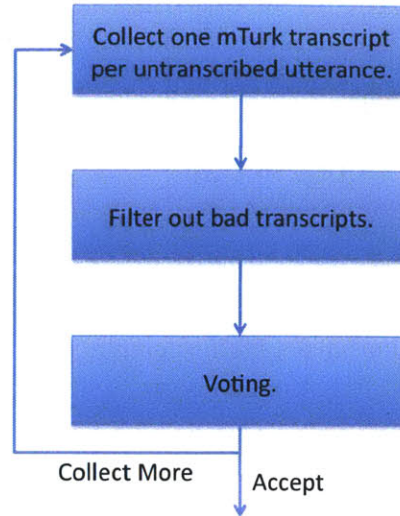 Collect one mTurk transcript
per untranscribed utterance.
Filter out bad transcripts.
Voting.
Collect More
Accept